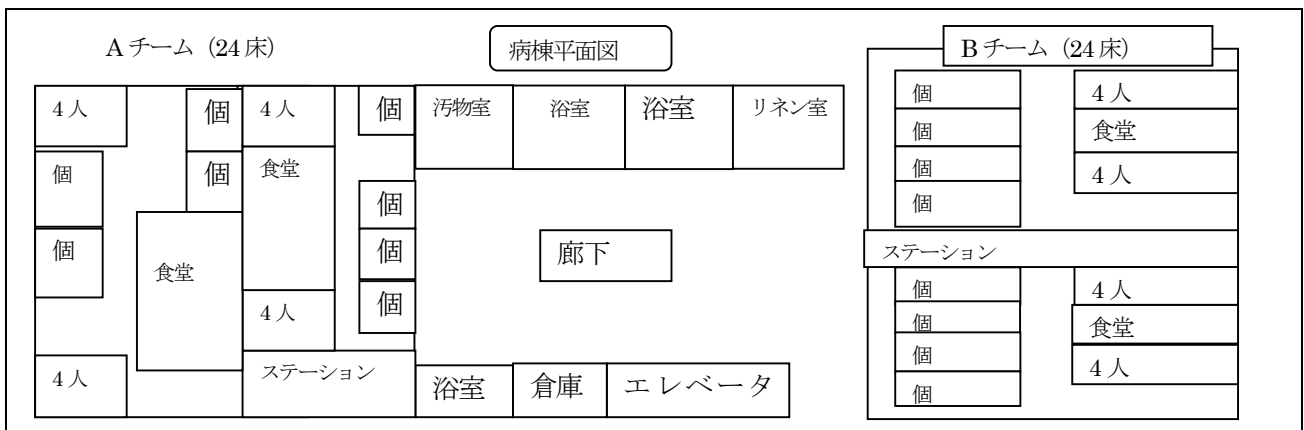 Aチーム（24床）
病棟平面図
Bチーム（24床）
4人
個
4人
個
汚物室
浴室
浴室
リネン室
個
個
食堂
個
個
食堂
個
個
4人
個
廊下
4人
ステーション
浴室
倉庫
エレベータ
個
4人
個
食堂
個
4人
個
ステーション
個
4人
個
食堂
個
4人
個